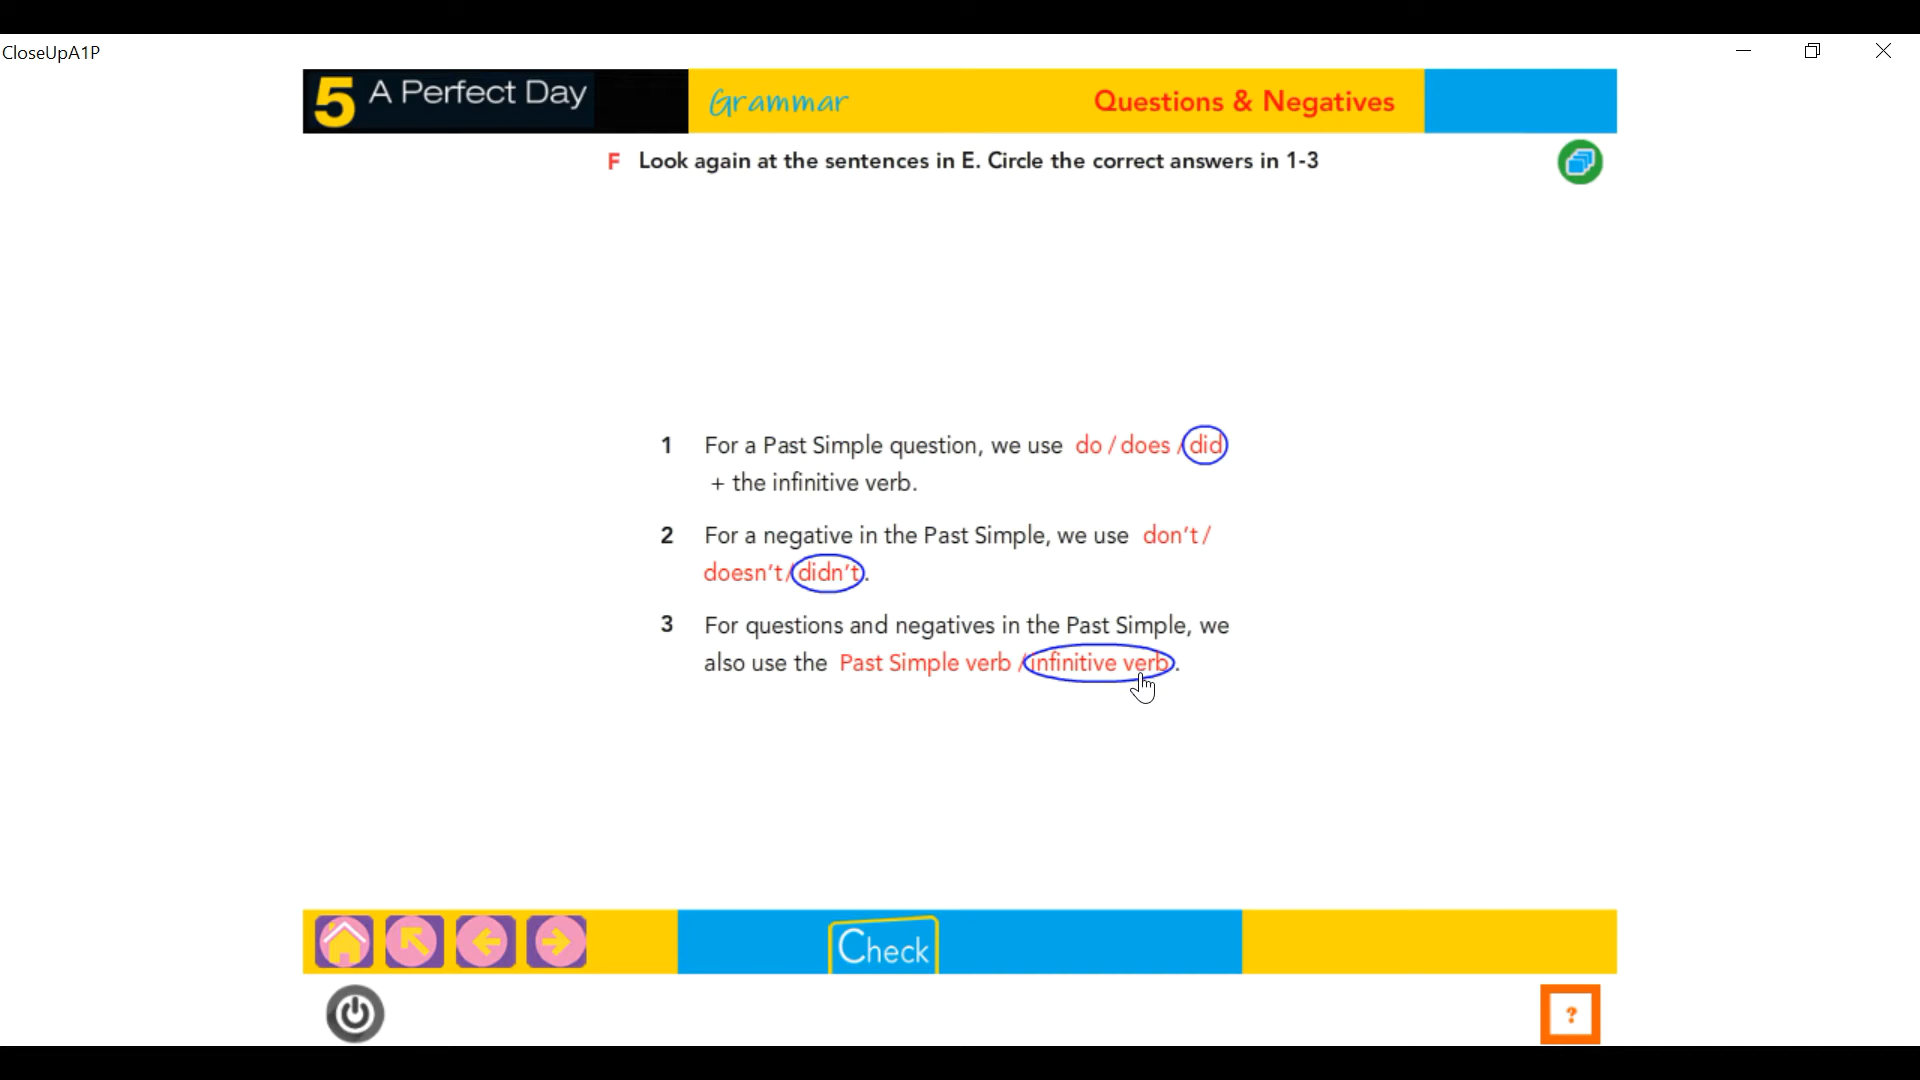 CloseUpA1P
5 A Perfect Day Grammar Questions & Negatives
F Look again at the sentences in E. Circle the correct answers in 1-3
1 For a Past Simple question, we use do / does / did
+ the infinitive verb.
2 For a negative in the Past Simple, we use don't /
doesn't / didn't.
3 For questions and negatives in the Past Simple, we
also use the Past Simple verb / infinitive verb.
Check
?